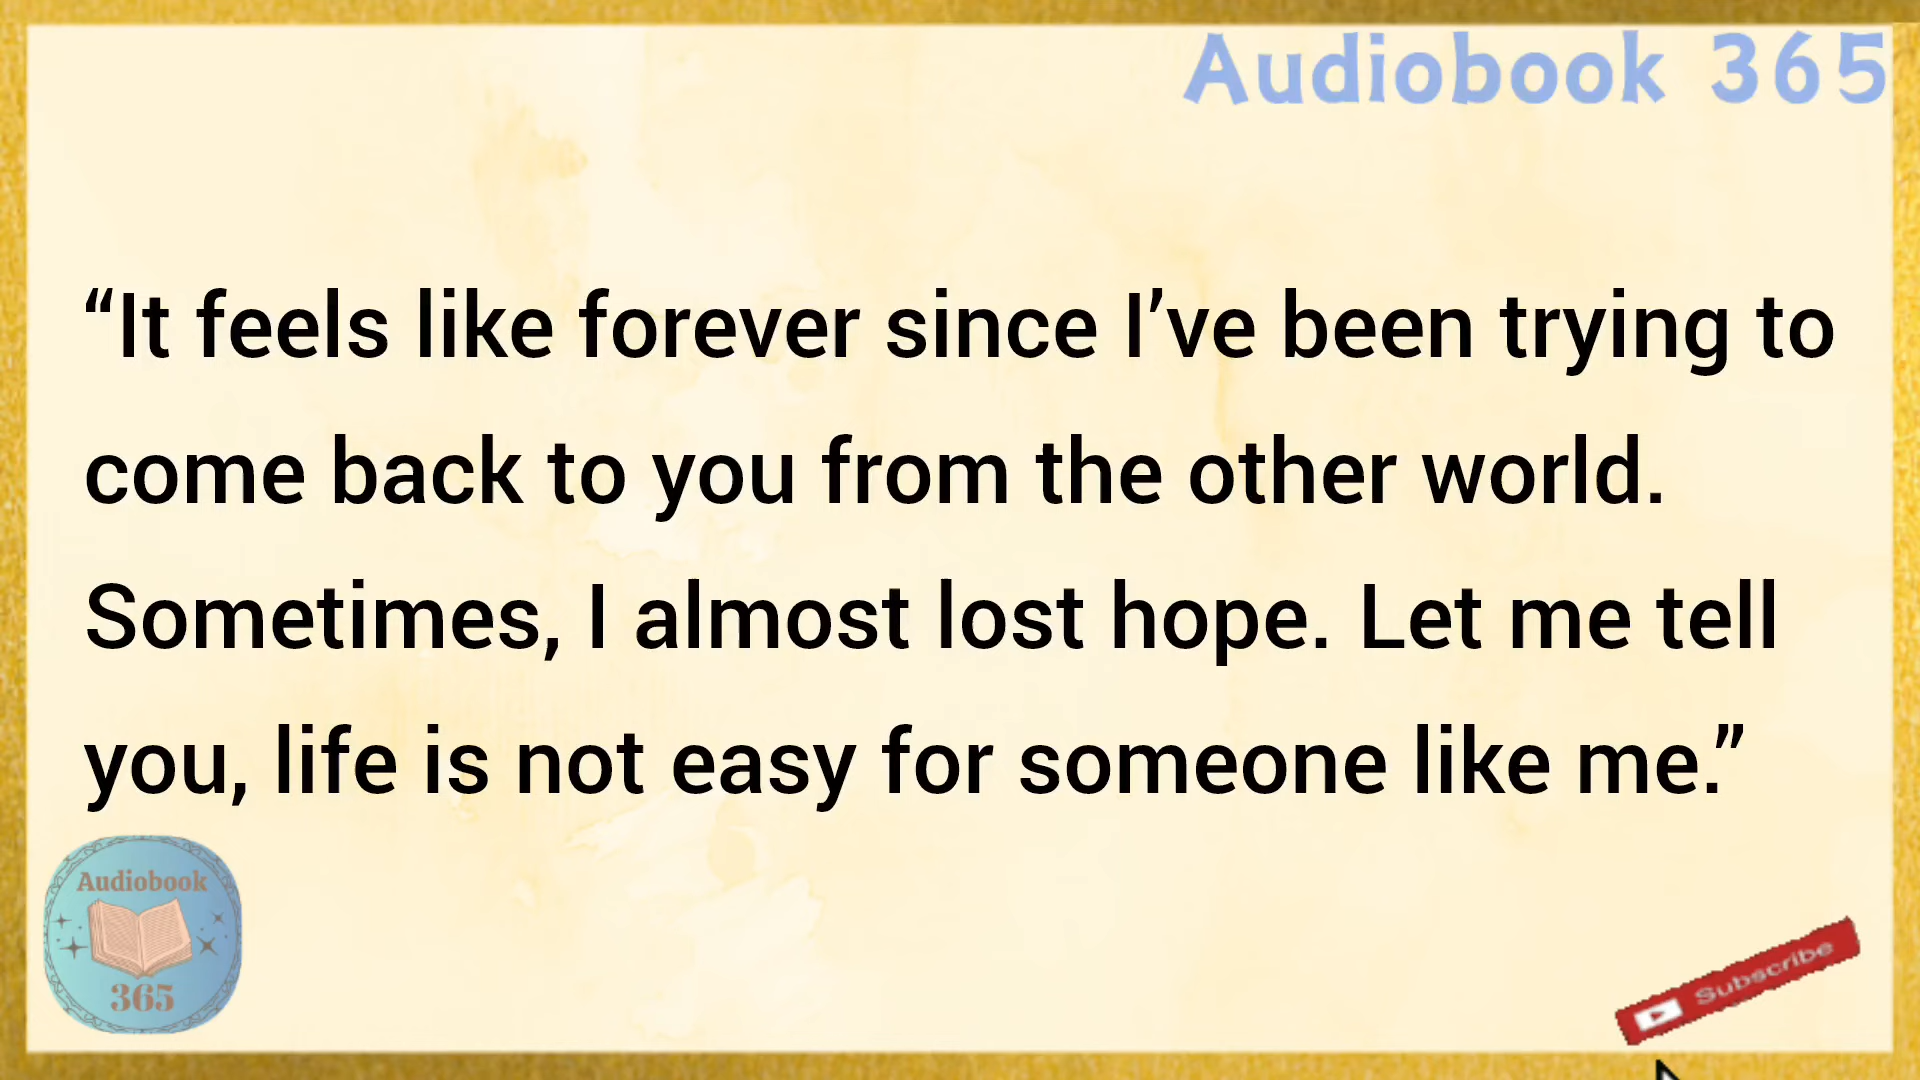 Audiobook 365
“It feels like forever since I’ve been trying to
come back to you from the other world.
Sometimes, I almost lost hope. Let me tell
you, life is not easy for someone like me.”
Audiobook
365
Subscribe